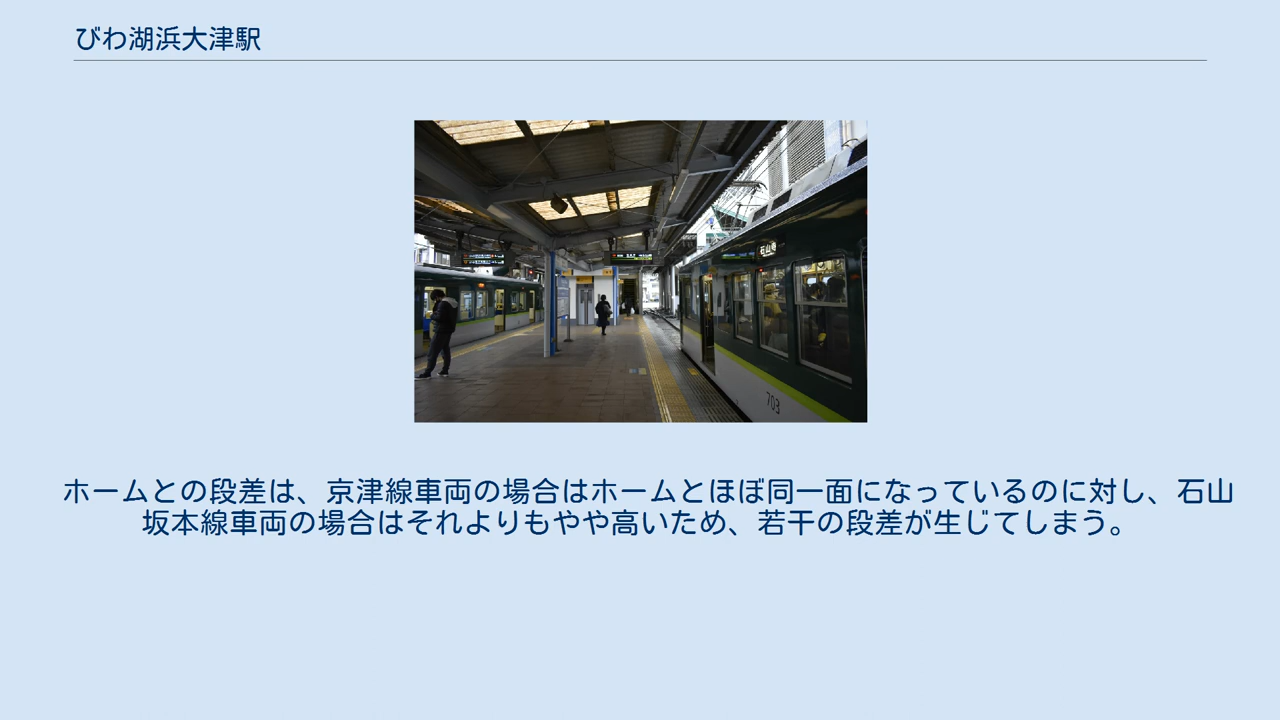 びわ湖浜大津駅
石山寺
703
ホームとの段差は、京津線車両の場合はホームとほぼ同一面になっているのに対し、石山
坂本線車両の場合はそれよりもやや高いため、若干の段差が生じてしまう。